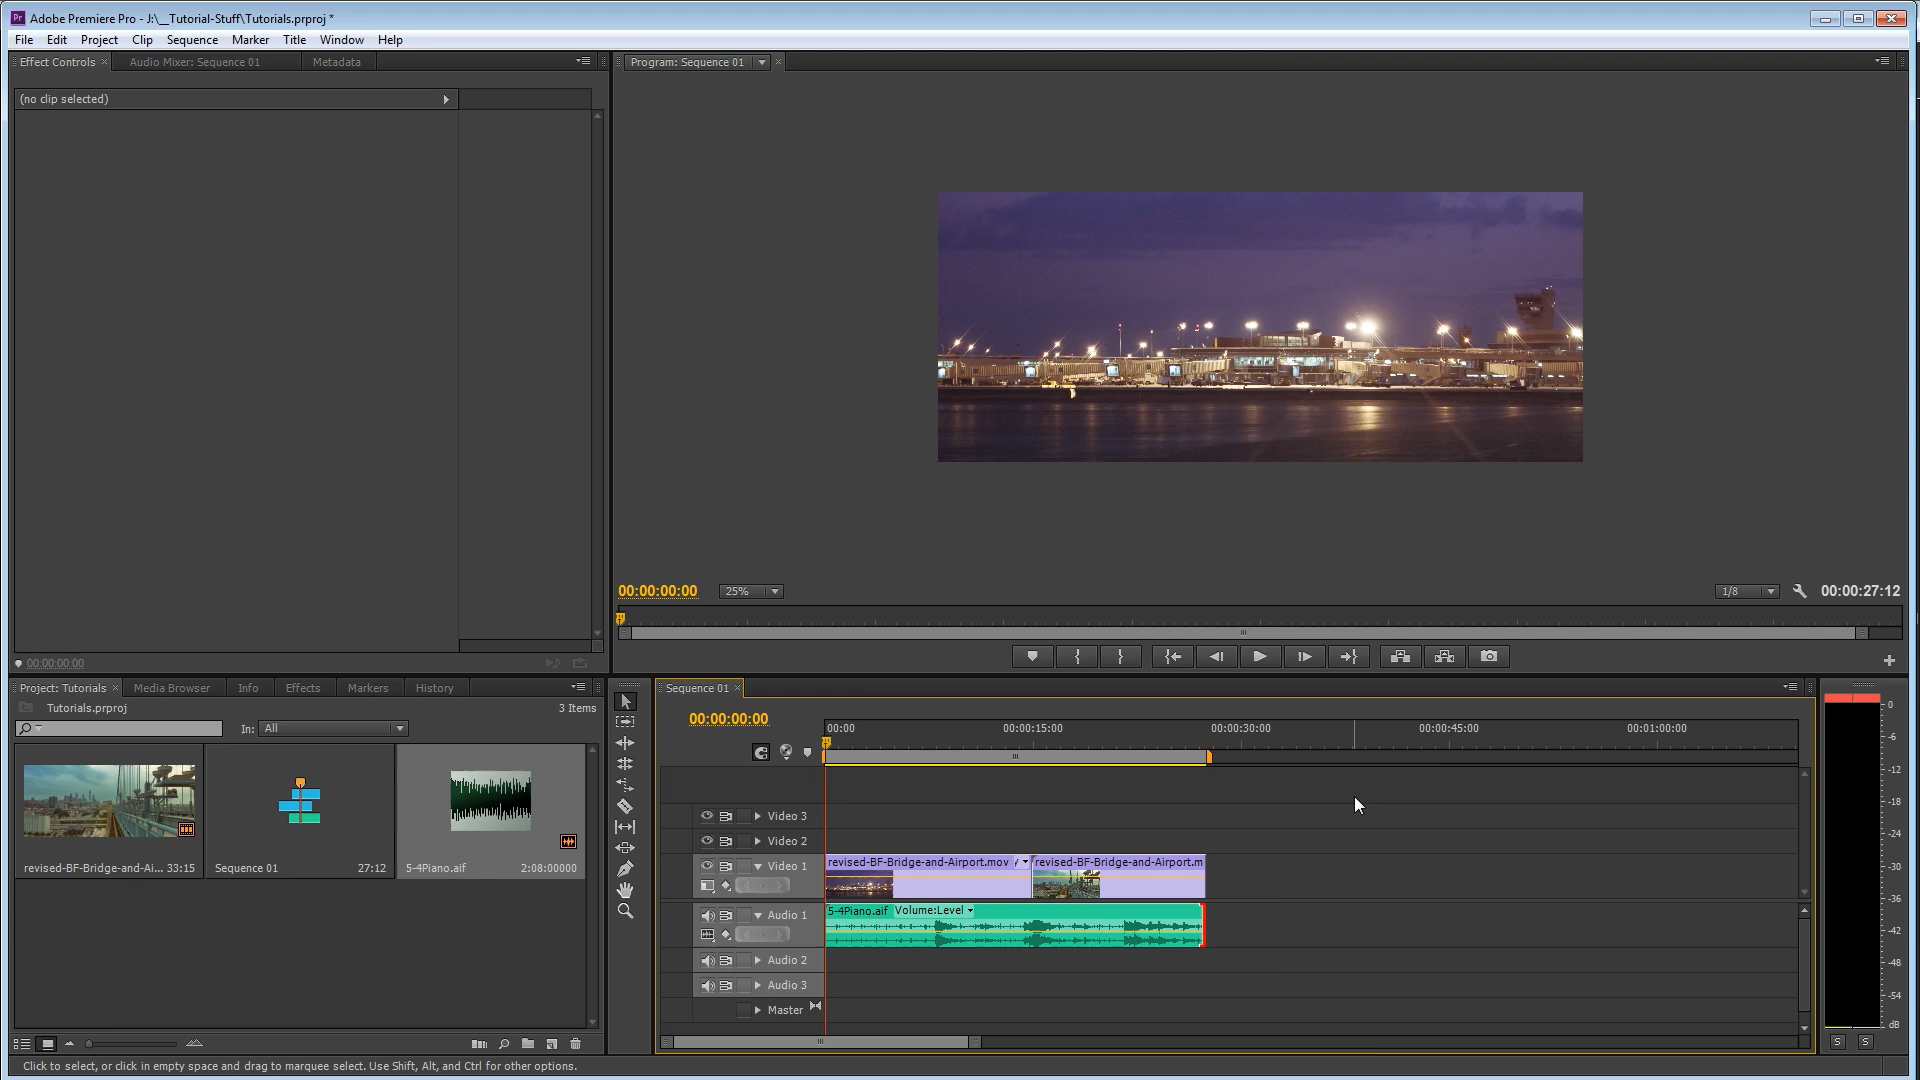 Pr Adobe Premiere Pro - J:\__Tutorial-Stuff\Tutorials.prproj *
File Edit Project Clip Sequence Marker Title Window Help
Effect Controls Audio Mixer: Sequence 01 Metadata
Program: Sequence 01
(no clip selected)
00:00:00:00 25% 1/8 00:00:27:12
00:00:00:00
Project: Tutorials Media Browser Info Effects Markers History
Sequence 01
Tutorials.prproj 3 Items
In: All
00:00:00:00
00:00 00:00:15:00 00:00:30:00 00:00:45:00 00:01:00:00
revised-BF-Bridge-and-Ai... 33:15
Sequence 01 27:12
5-4Piano.aif 2:08:00000
Video 3
Video 2
Video 1
revised-BF-Bridge-and-Airport.mov revised-BF-Bridge-and-Airport.m
Audio 1
5-4Piano.aif Volume:Level
Audio 2
Audio 3
Master
0
-6
-12
-18
-24
-30
-36
-42
-48
-54
dB
S S
Click to select, or click in empty space and drag to marquee select. Use Shift, Alt, and Ctrl for other options.